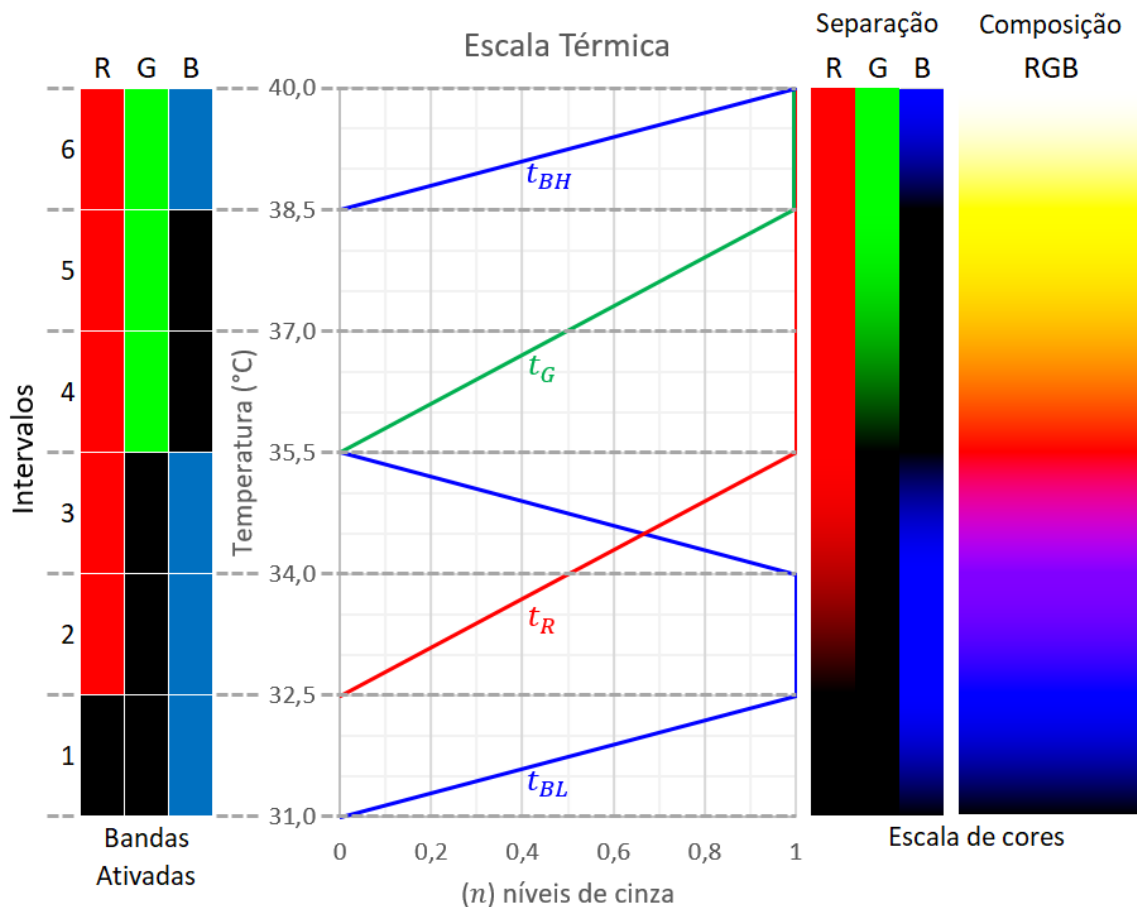 Separação
Composição
Escala Térmica
R G B
R G B
RGB
40,0
6
t_BH
38,5
5
37,0
t_G
4
35,5
Intervalos
Temperatura (°C)
3
34,0
t_R
2
32,5
1
t_BL
31,0
Bandas
Ativadas
0 0,2 0,4 0,6 0,8 1
(n) níveis de cinza
Escala de cores